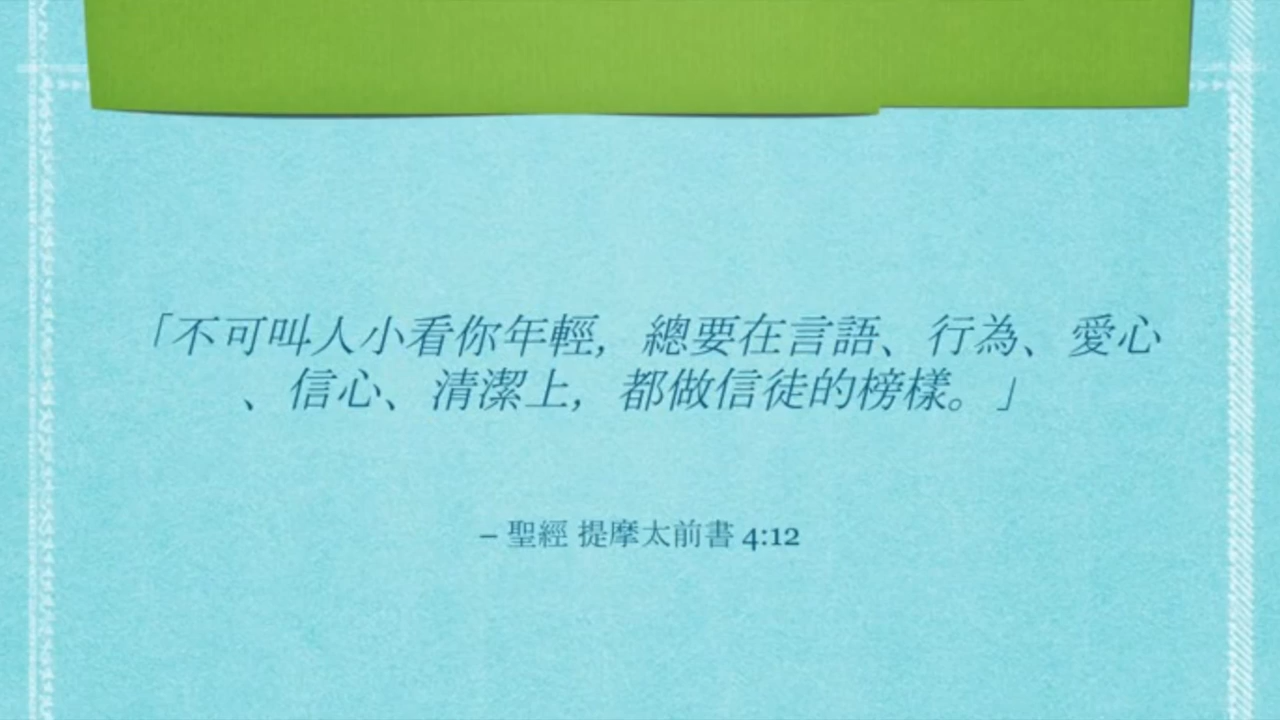 「不可叫人小看你年輕，總要在言語、行為、愛心
、信心、清潔上，都做信徒的榜樣。」
– 聖經 提摩太前書 4:12